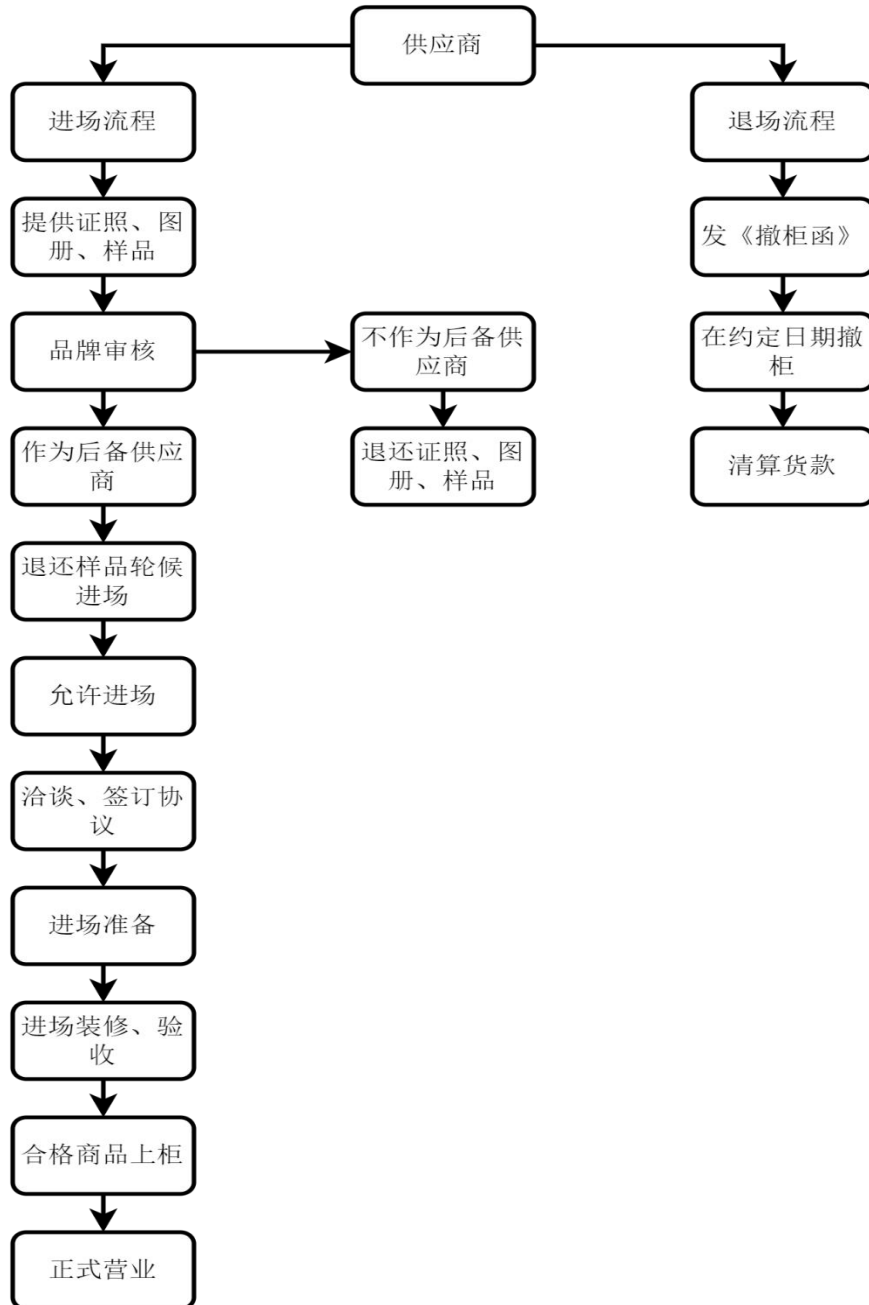 供应商
进场流程
退场流程
提供证照、图
册、样品
发《撤柜函》
品牌审核
不作为后备供
应商
在约定日期撤
柜
作为后备供应
商
退还证照、图
册、样品
清算货款
退还样品轮候
进场
允许进场
洽谈、签订协
议
进场准备
进场装修、验
收
合格商品上柜
正式营业